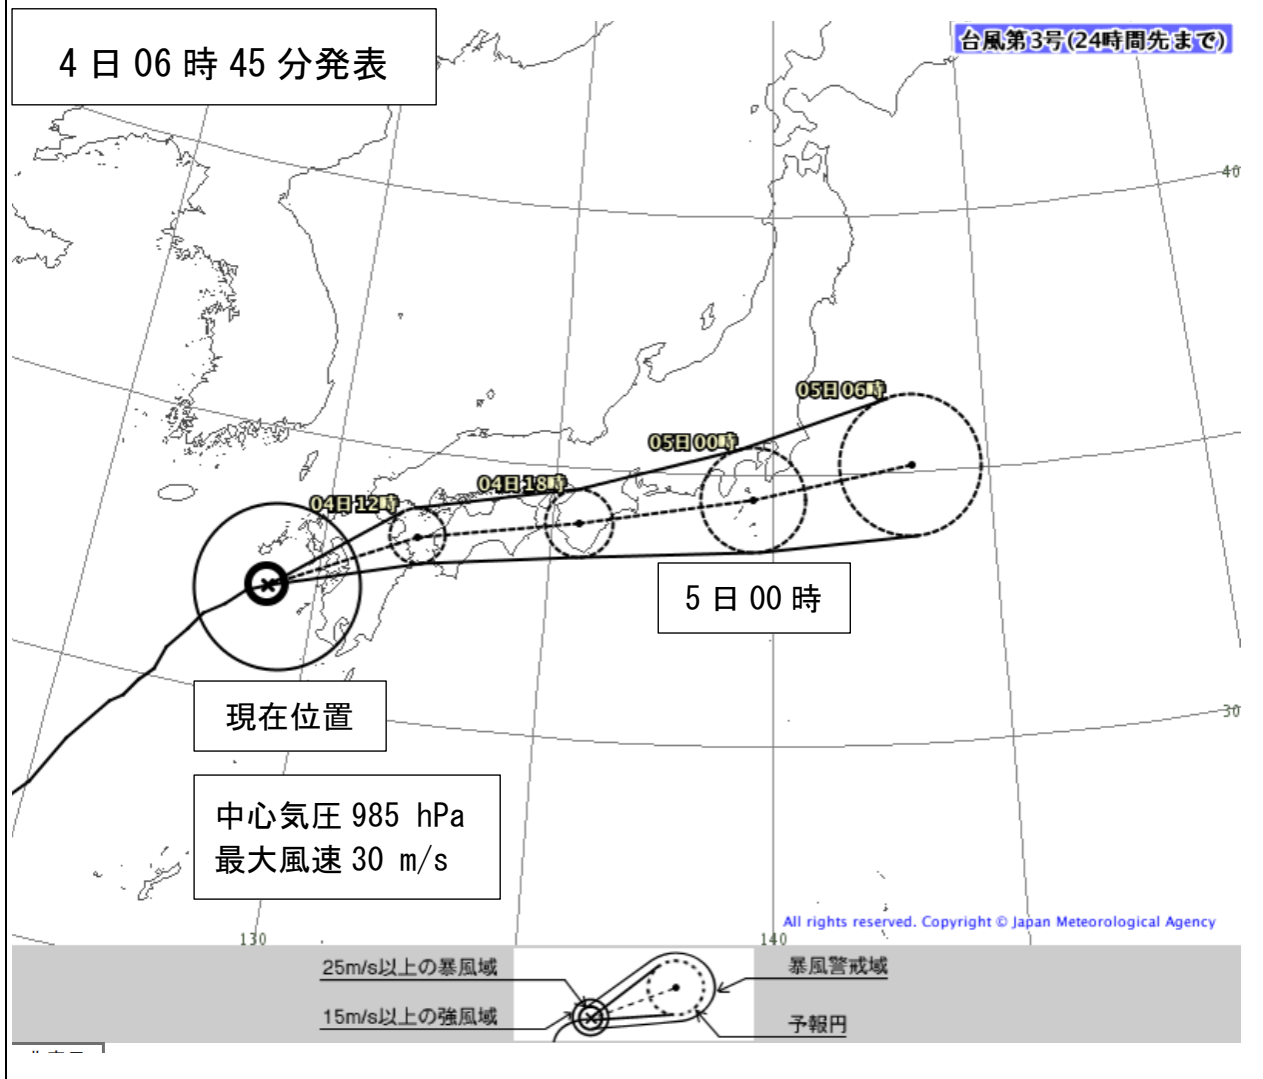 4日06時45分発表
台風第3号(24時間先まで)
40
05日06時
05日00時
04日18時
04日12時
5日00時
現在位置
30
中心気圧985 hPa
最大風速30 m/s
All rights reserved. Copyright © Japan Meteorological Agency
130
140
25m/s以上の暴風域
暴風警戒域
15m/s以上の強風域
予報円